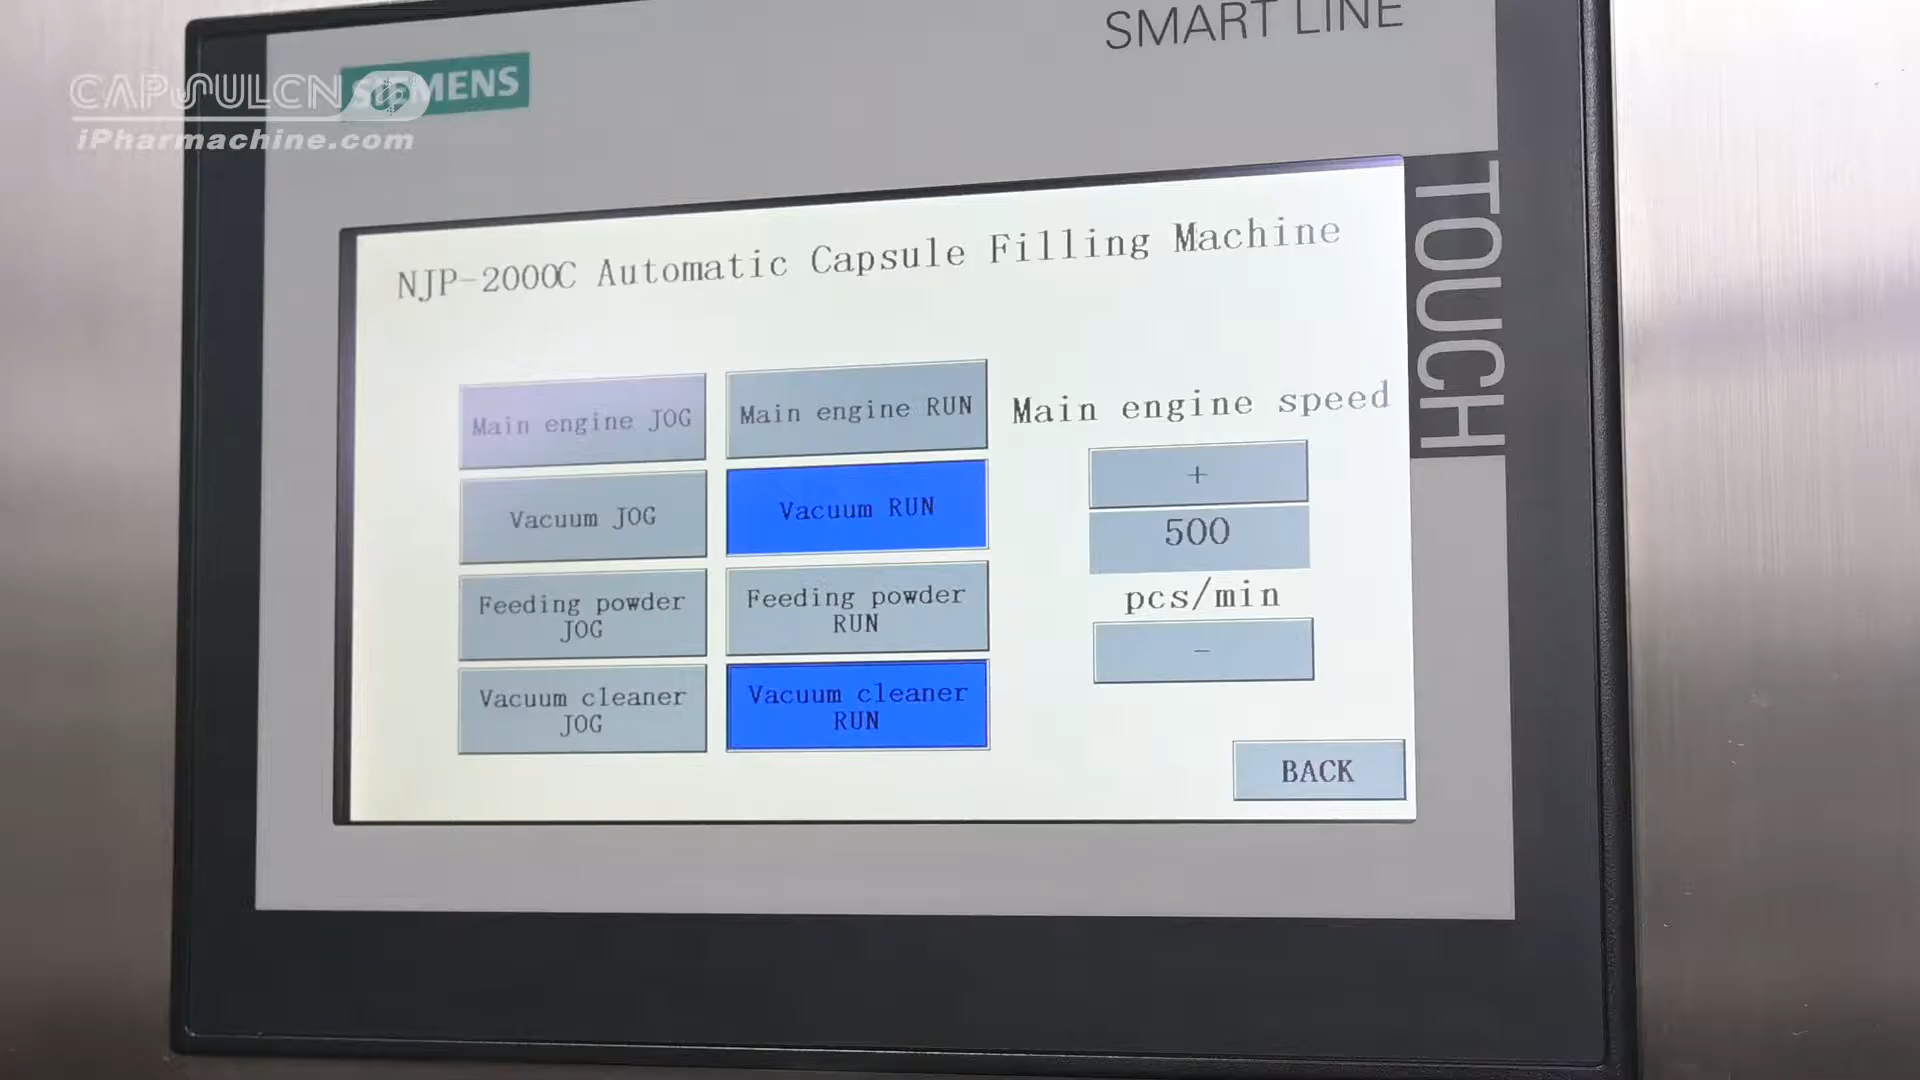 SMART LINE
SIEMENS
CAPSULCN
iPharmachine.com
TOUCH
NJP-2000C Automatic Capsule Filling Machine
Main engine JOG
Main engine RUN
Main engine speed
Vacuum JOG
Vacuum RUN
+
500
pcs/min
-
Feeding powder
JOG
Feeding powder
RUN
Vacuum cleaner
JOG
Vacuum cleaner
RUN
BACK